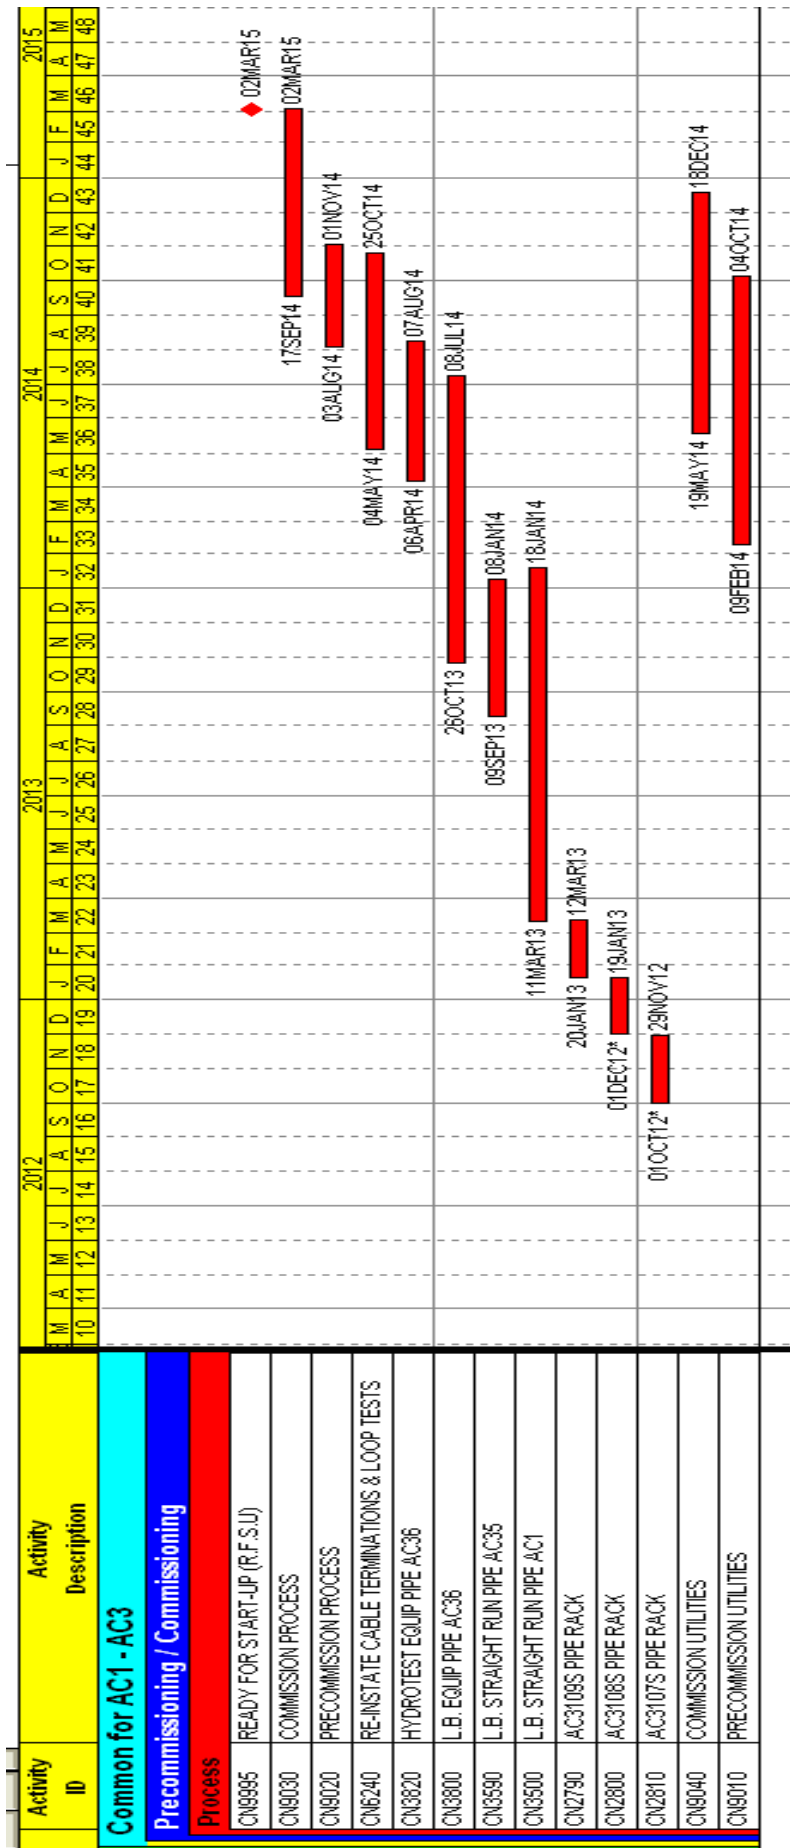 Activity ID Activity Description
2012 2013 2014 2015
M A M J J A S O N D J F M A M J J A S O N D J F M A M J J A S O N D J F M A M
10 11 12 13 14 15 16 17 18 19 20 21 22 23 24 25 26 27 28 29 30 31 32 33 34 35 36 37 38 39 40 41 42 43 44 45 46 47 48
Common for AC1 - AC3
Precommissioning / Commissioning
Process
CN9995 READY FOR START-UP (R.F.S.U) 02MAR15
CN9030 COMMISSION PROCESS 17SEP14 02MAR15
CN9020 PRECOMMISSION PROCESS 03AUG14 01NOV14
CN6240 RE-INSTATE CABLE TERMINATIONS & LOOP TESTS 04MAY14 25OCT14
CN3820 HYDROTEST EQUIP PIPE AC36 06APR14 07AUG14
CN3800 L.B. EQUIP PIPE AC36 26OCT13 08JUL14
CN3590 L.B. STRAIGHT RUN PIPE AC35 09SEP13 08JAN14
CN3500 L.B. STRAIGHT RUN PIPE AC1 11MAR13 18JAN14
CN2790 AC3109S PIPE RACK 20JAN13 12MAR13
CN2800 AC3108S PIPE RACK 01DEC12* 19JAN13
CN2810 AC3107S PIPE RACK 01OCT12* 29NOV12
CN9040 COMMISSION UTILITIES 19MAY14 18DEC14
CN9010 PRECOMMISSION UTILITIES 09FEB14 04OCT14